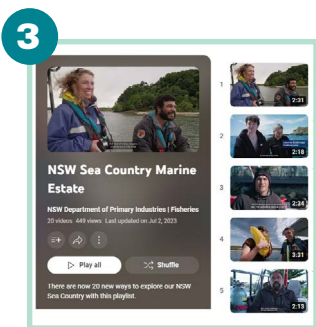 3
NSW Sea Country Marine
Estate
NSW Department of Primary Industries | Fisheries
20 videos 449 views Last updated on Jul 2, 2023
Play all
Shuffle
There are now 20 new ways to explore our NSW
Sea Country with this playlist.
1
2:31
2
2:18
3
2:34
4
3:31
5
2:13